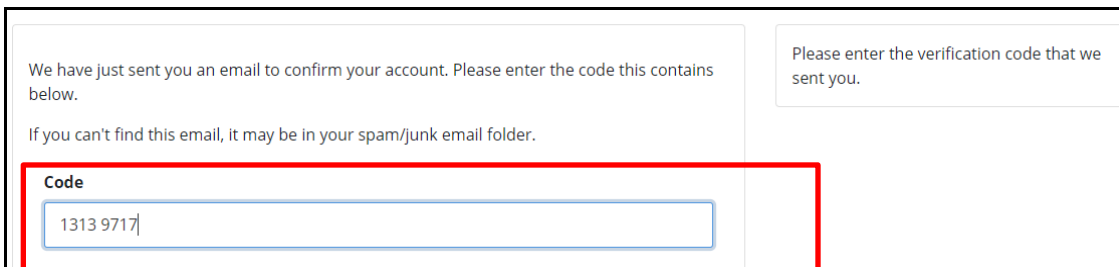 We have just sent you an email to confirm your account. Please enter the code this contains
below.
If you can't find this email, it may be in your spam/junk email folder.
Code
1313 9717
Please enter the verification code that we
sent you.